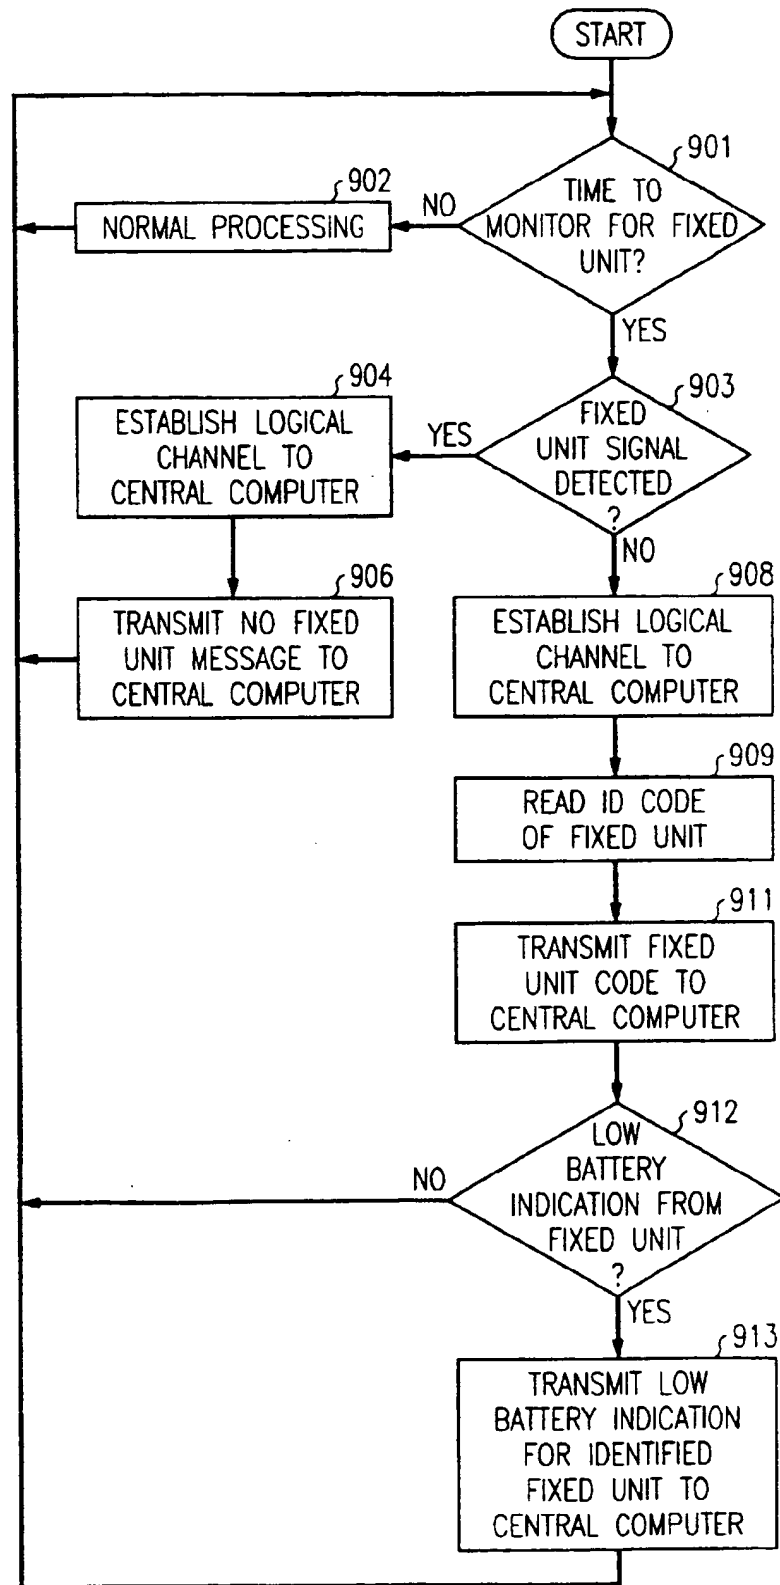 START
901
TIME TO
MONITOR FOR FIXED
UNIT?
NO
902
NORMAL PROCESSING
YES
903
FIXED
UNIT SIGNAL
DETECTED
?
YES
904
ESTABLISH LOGICAL
CHANNEL TO
CENTRAL COMPUTER
906
TRANSMIT NO FIXED
UNIT MESSAGE TO
CENTRAL COMPUTER
NO
908
ESTABLISH LOGICAL
CHANNEL TO
CENTRAL COMPUTER
909
READ ID CODE
OF FIXED UNIT
911
TRANSMIT FIXED
UNIT CODE TO
CENTRAL COMPUTER
912
LOW
BATTERY
INDICATION FROM
FIXED UNIT
?
NO
YES
913
TRANSMIT LOW
BATTERY INDICATION
FOR IDENTIFIED
FIXED UNIT TO
CENTRAL COMPUTER